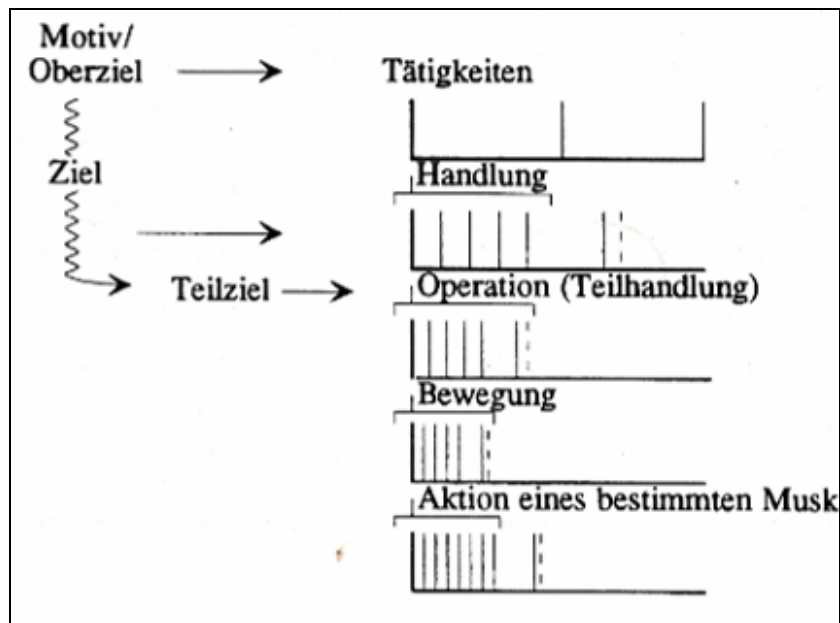 Motiv/
Oberziel
Tätigkeiten
Ziel
Handlung
Teilziel
Operation (Teilhandlung)
Bewegung
Aktion eines bestimmten Musk